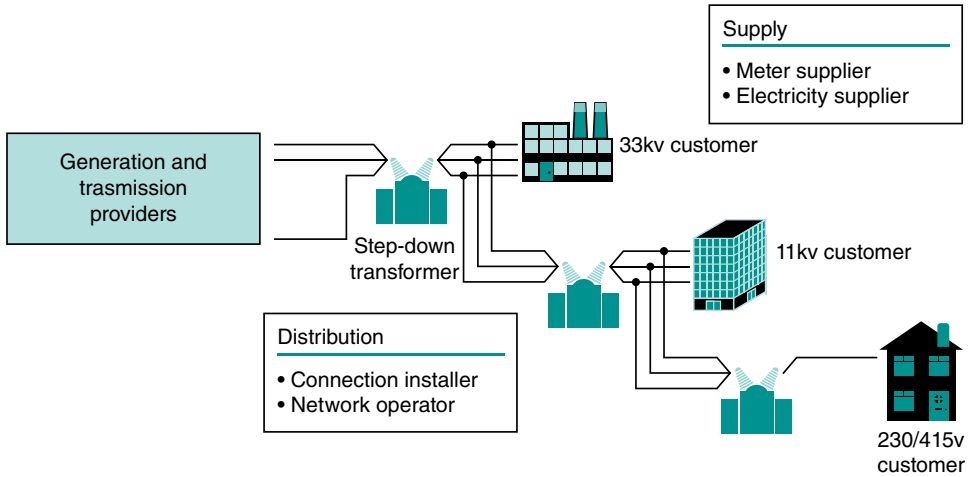 Supply
• Meter supplier
• Electricity supplier
33kv customer
Generation and
trasmission
providers
Step-down
transformer
11kv customer
Distribution
• Connection installer
• Network operator
230/415v
customer